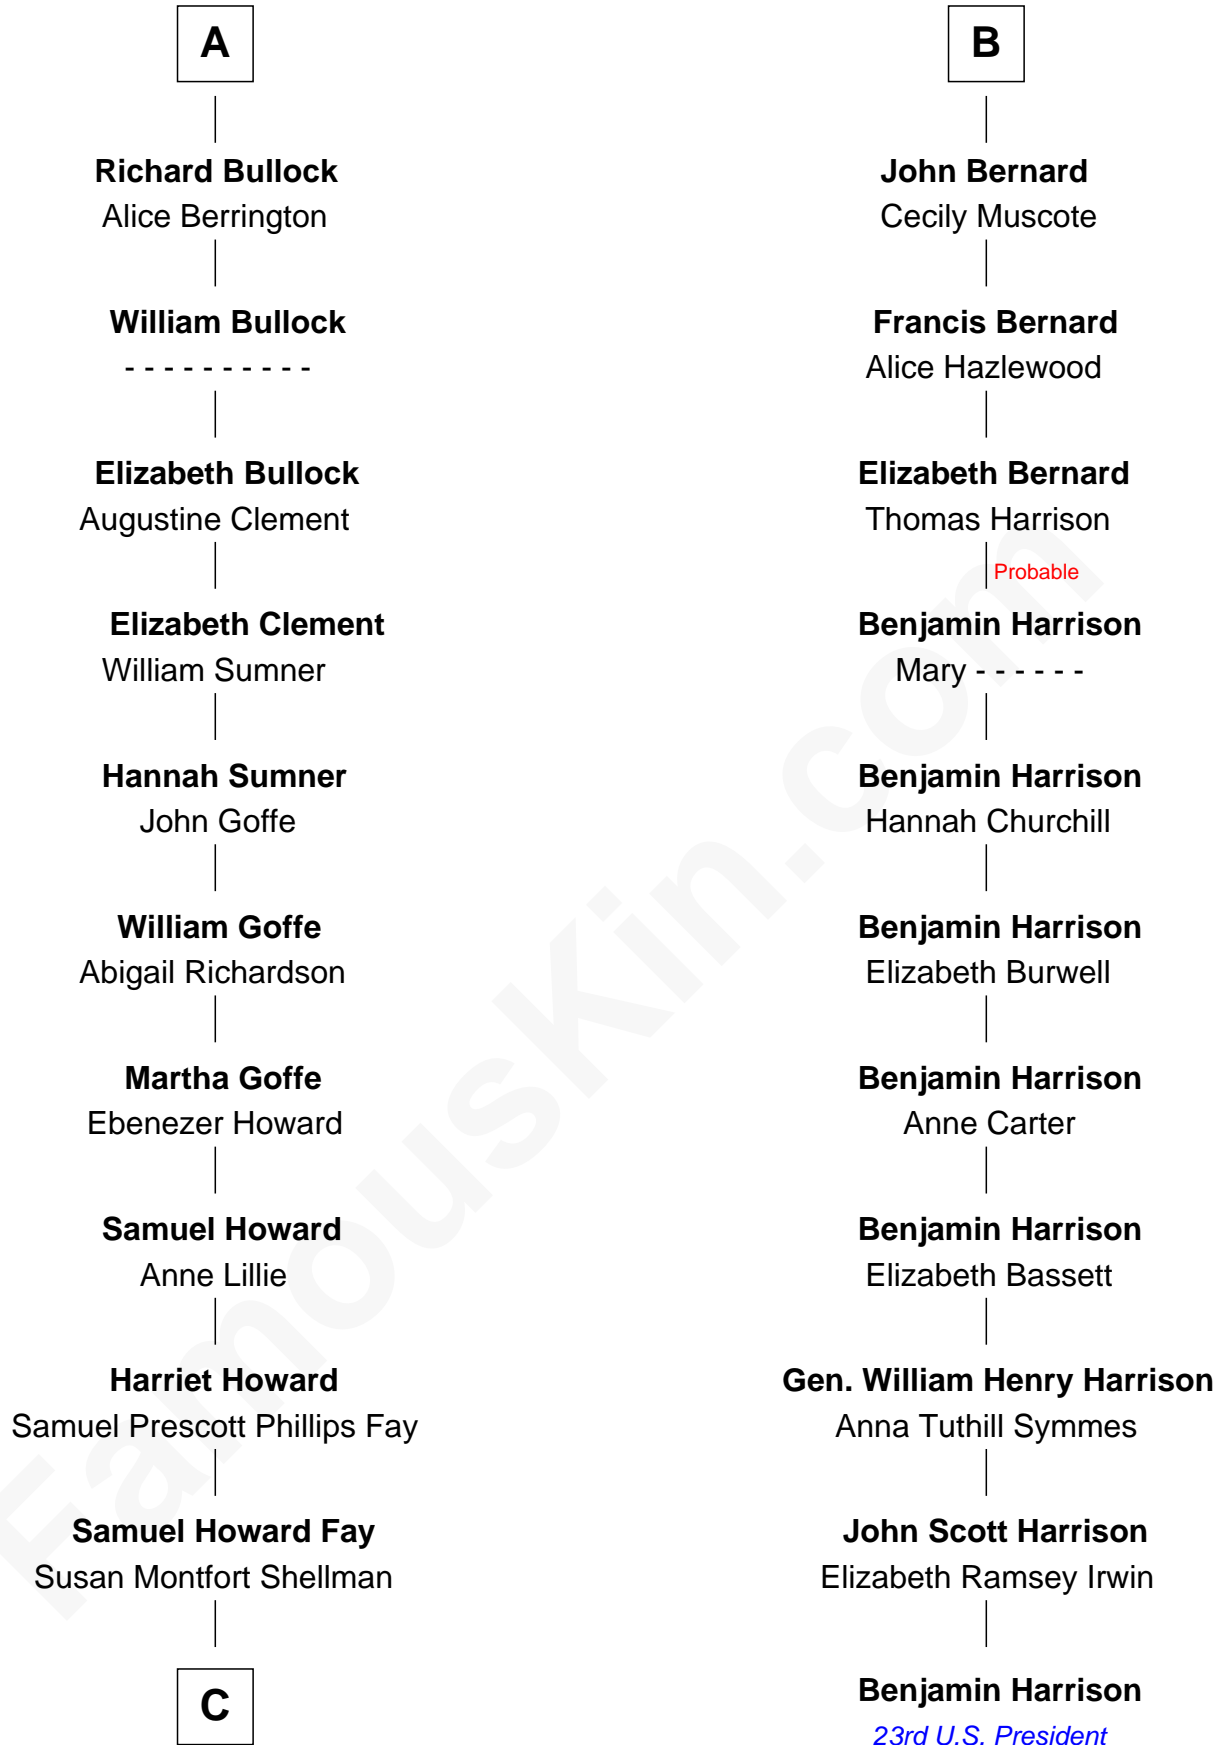 A
Richard Bullock
Alice Berrington
William Bullock
- - - - - - - - - -
Elizabeth Bullock
Augustine Clement
Elizabeth Clement
William Sumner
Hannah Sumner
John Goffe
William Goffe
Abigail Richardson
Martha Goffe
Ebenezer Howard
Samuel Howard
Anne Lillie
Harriet Howard
Samuel Prescott Phillips Fay
Samuel Howard Fay
Susan Montfort Shellman
C
B
John Bernard
Cecily Muscote
Francis Bernard
Alice Hazlewood
Elizabeth Bernard
Thomas Harrison
Probable
Benjamin Harrison
Mary - - - - - -
Benjamin Harrison
Hannah Churchill
Benjamin Harrison
Elizabeth Burwell
Benjamin Harrison
Anne Carter
Benjamin Harrison
Elizabeth Bassett
Gen. William Henry Harrison
Anna Tuthill Symmes
John Scott Harrison
Elizabeth Ramsey Irwin
Benjamin Harrison
23rd U.S. President
FamousKin.com